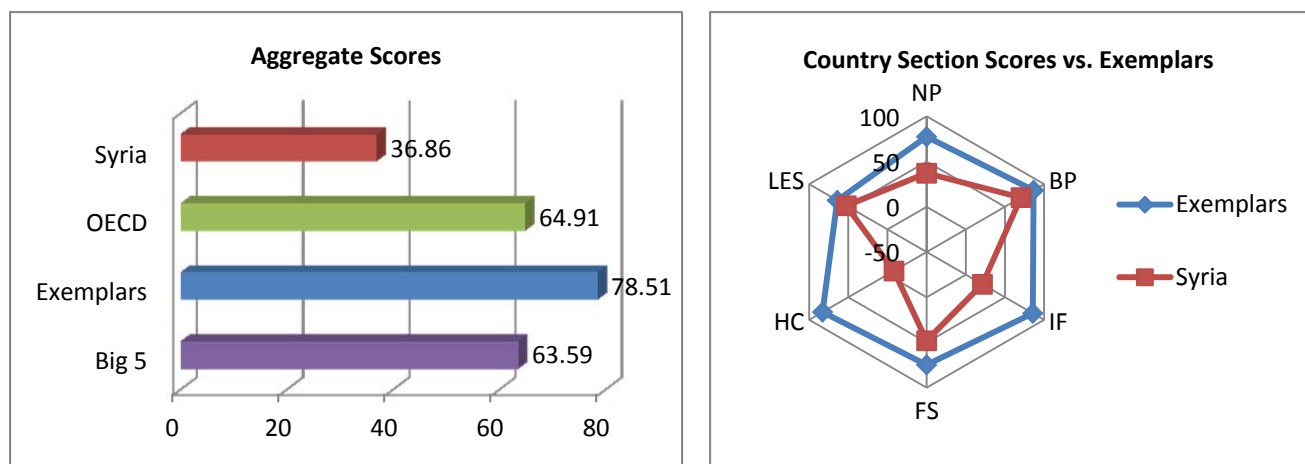 Aggregate Scores
Syria
36.86
OECD
64.91
Exemplars
78.51
Big 5
63.59
0 20 40 60 80
Country Section Scores vs. Exemplars
NP
100
50
0
-50
LES
BP
HC
IF
FS
Exemplars
Syria